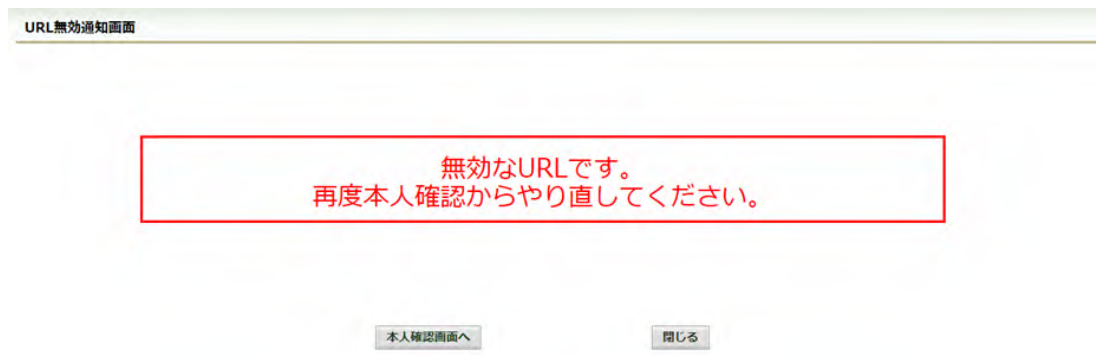 URL無効通知画面
無効なURLです。
再度本人確認からやり直してください。
本人確認画面へ
閉じる